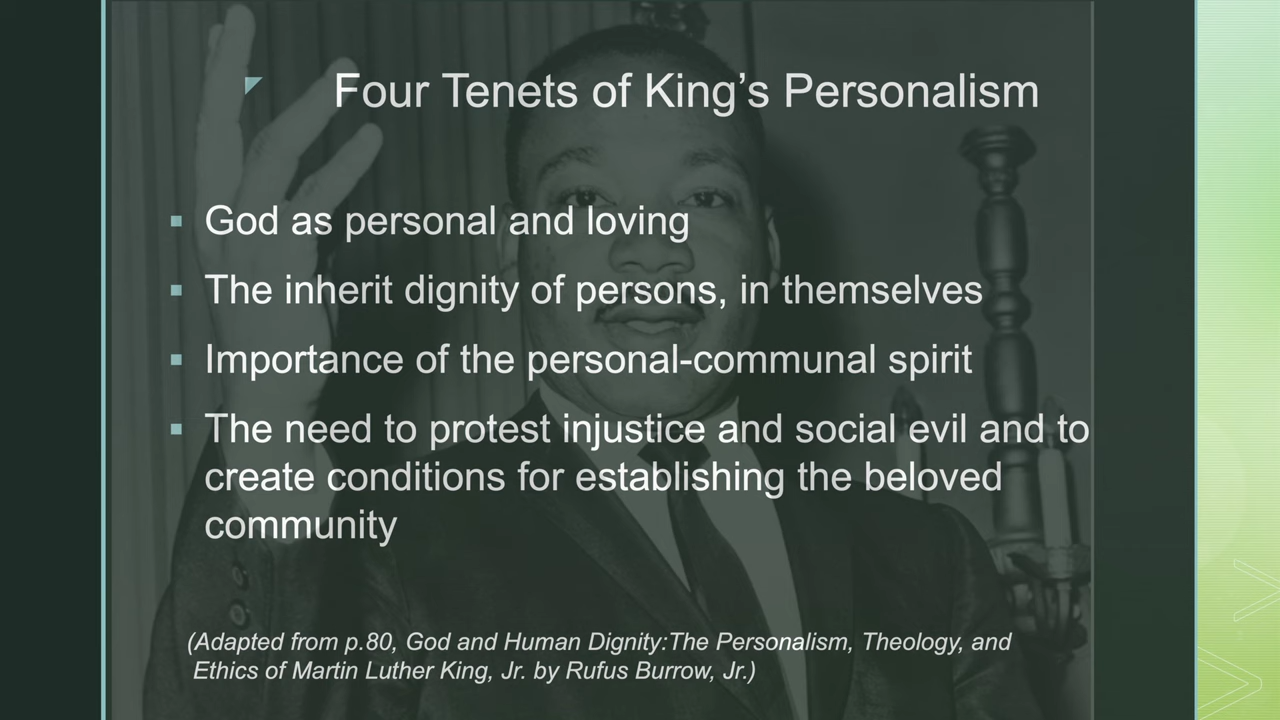 Four Tenets of King’s Personalism
God as personal and loving
The inherit dignity of persons, in themselves
Importance of the personal-communal spirit
The need to protest injustice and social evil and to
create conditions for establishing the beloved
community
(Adapted from p.80, God and Human Dignity:The Personalism, Theology, and
Ethics of Martin Luther King, Jr. by Rufus Burrow, Jr.)